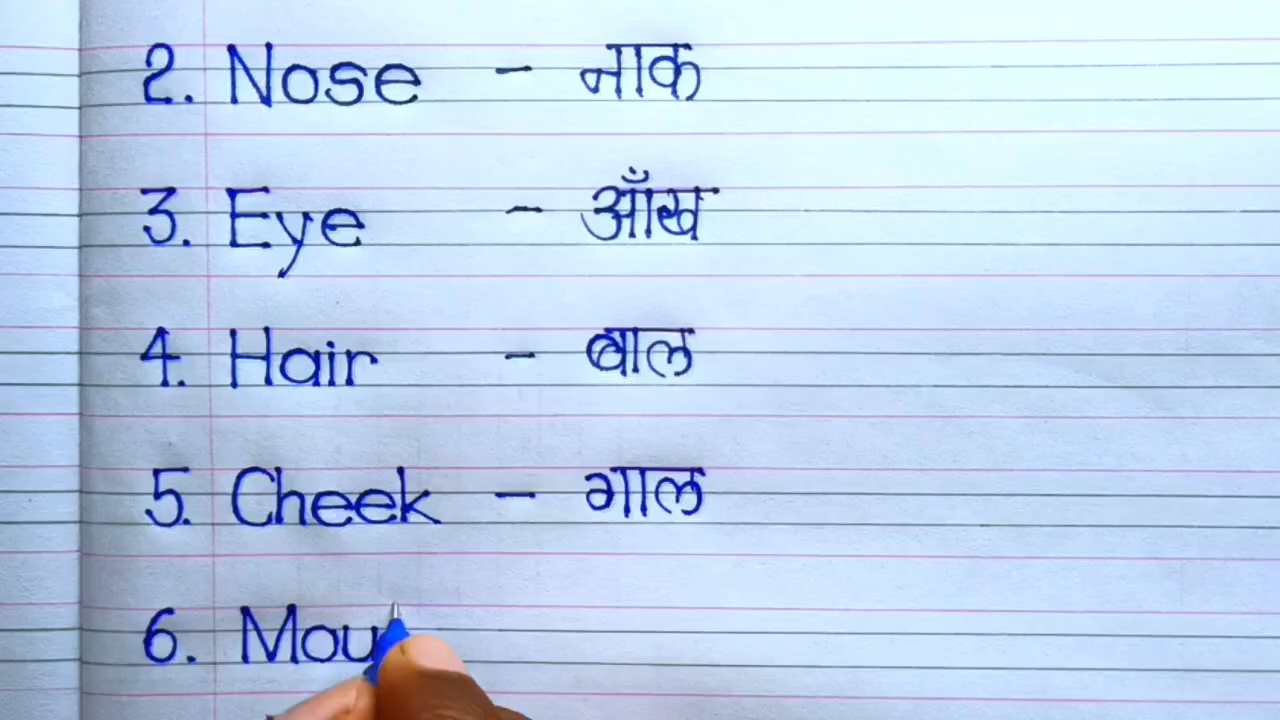 2. Nose - नाक
3. Eye - आँख
4. Hair - बाल
5. Cheek - गाल
6. Mou